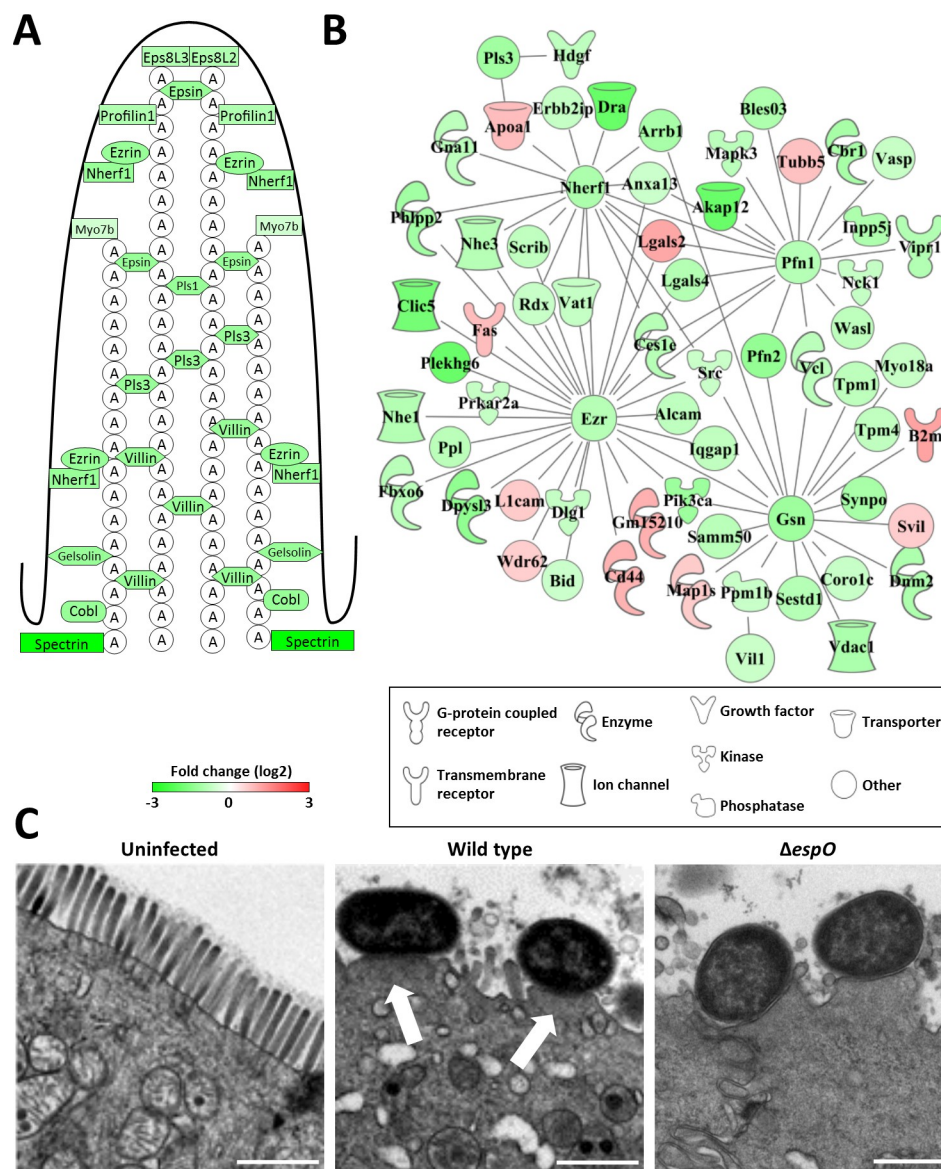 A
B
Eps8L3 Eps8L2
A A
Epsin
A A
Profilin1 A A Profilin1
A A
Ezrin A A Ezrin
Nherf1 A A Nherf1
A A
Myo7b A A Myo7b
A A A A
Epsin Epsin
Pls1
Pls3
Pls3
Pls3
Villin
Ezrin Villin Ezrin
Nherf1 Nherf1
Villin
Gelsolin Gelsolin
Villin Villin
Cobl Cobl
Spectrin A A A A Spectrin
Pls3 Hdgf
Apoa1 Erbb2ip Dra
Bles03
Gna11 Arrb1 Mapk3 Tubb5 Cbr1 Vasp
Nherf1 Anxa13
Phlpp2 Akap12
Nhe3 Scrib Lgals2 Inpp5j Vipr1
Pfn1
Clic5 Rdx Vat1 Lgals4 Nck1
Fas Ces1e Wasl
Plekhg6 Pfn2 Vcl Myo18a
Prkar2a Src Tpm1
Nhe1 Ezr Alcam Tpm4 B2m
Ppl Iqgap1
Fbxo6 Dpysl3 L1cam Dlg1 Pik3ca Synpo
Gm15210 Gsn Svil
Samm50
Wdr62 Bid Cd44 Map1s Ppm1b Sestd1 Coro1c Dnm2
Vil1 Vdac1
G-protein coupled
receptor
Enzyme
Growth factor
Transporter
Kinase
Transmembrane
receptor
Ion channel
Phosphatase
Other
Fold change (log2)
-3 0 3
C
Uninfected Wild type ΔespO